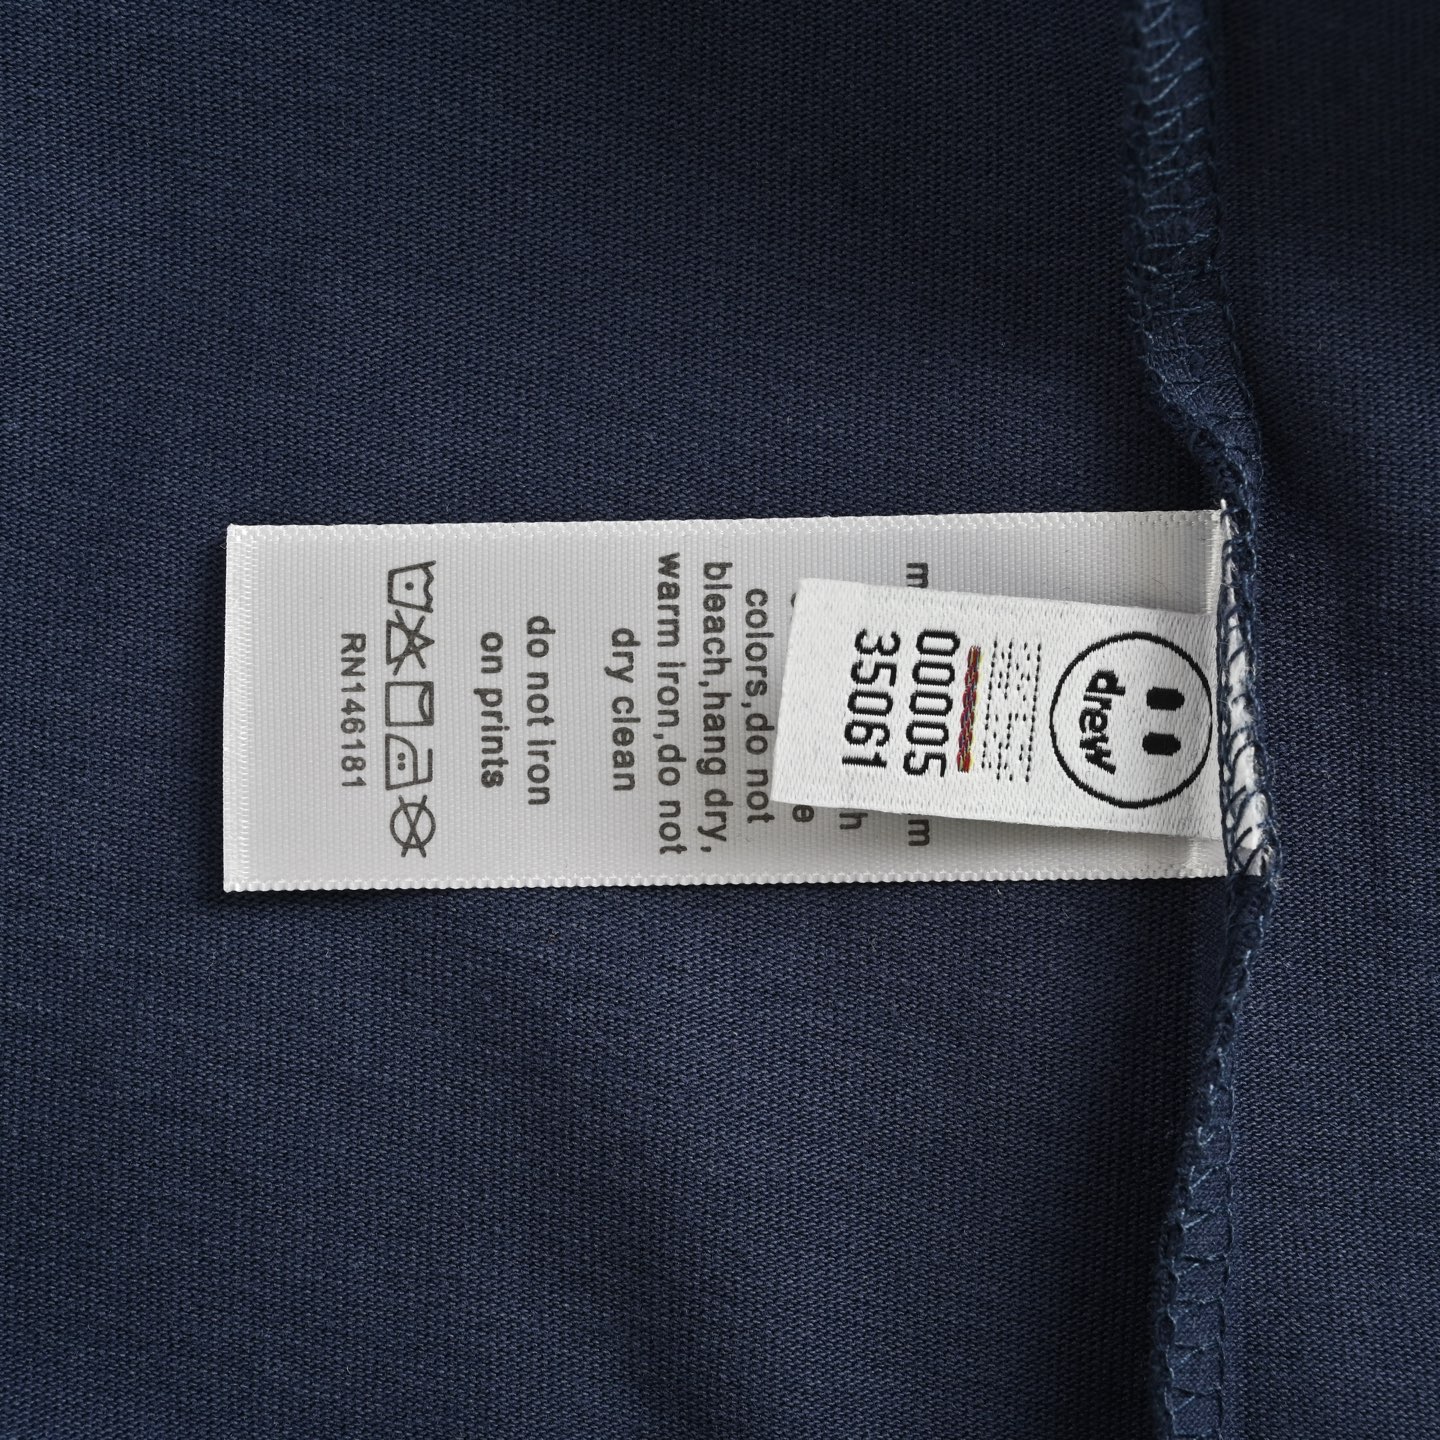 drew
00005
35061
colors,do not
bleach,hang dry,
warm iron,do not
dry clean
do not iron
on prints
RN146181